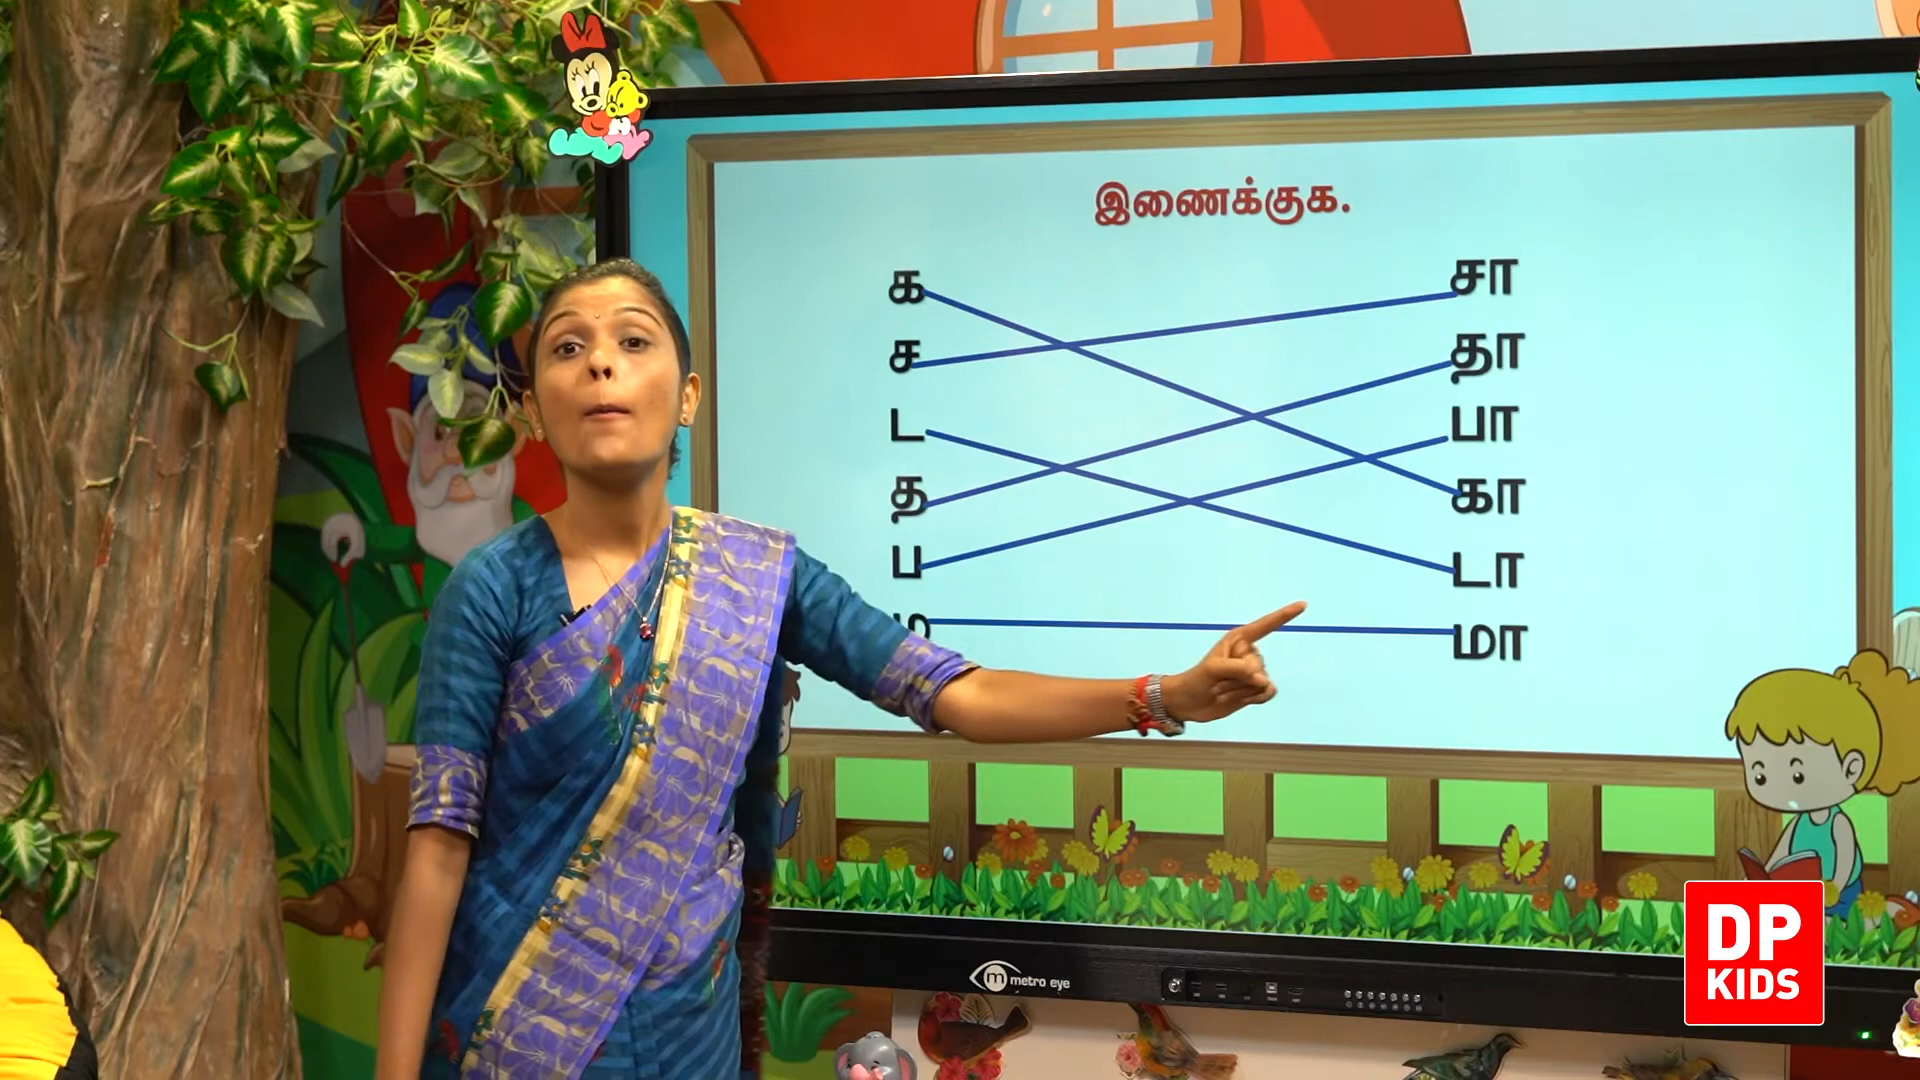 இணைக்குக.
க சா
ச தா
ட பா
த கா
ப டா
ம மா
metro eye
DP
KIDS